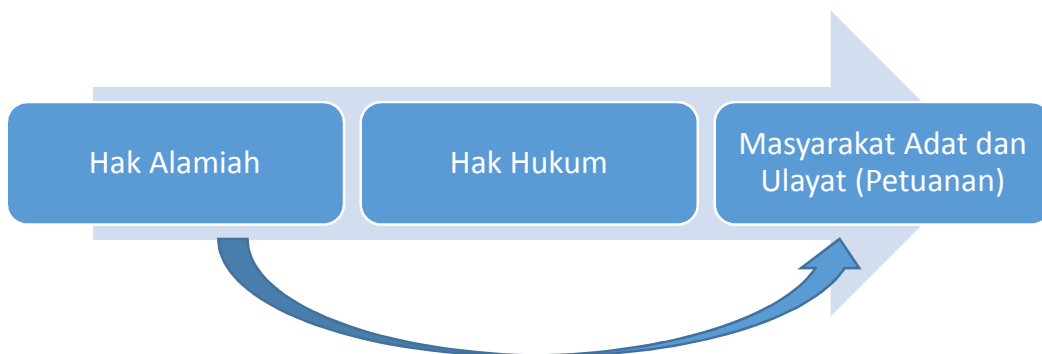 Hak Alamiah
Hak Hukum
Masyarakat Adat dan
Ulayat (Petuanan)